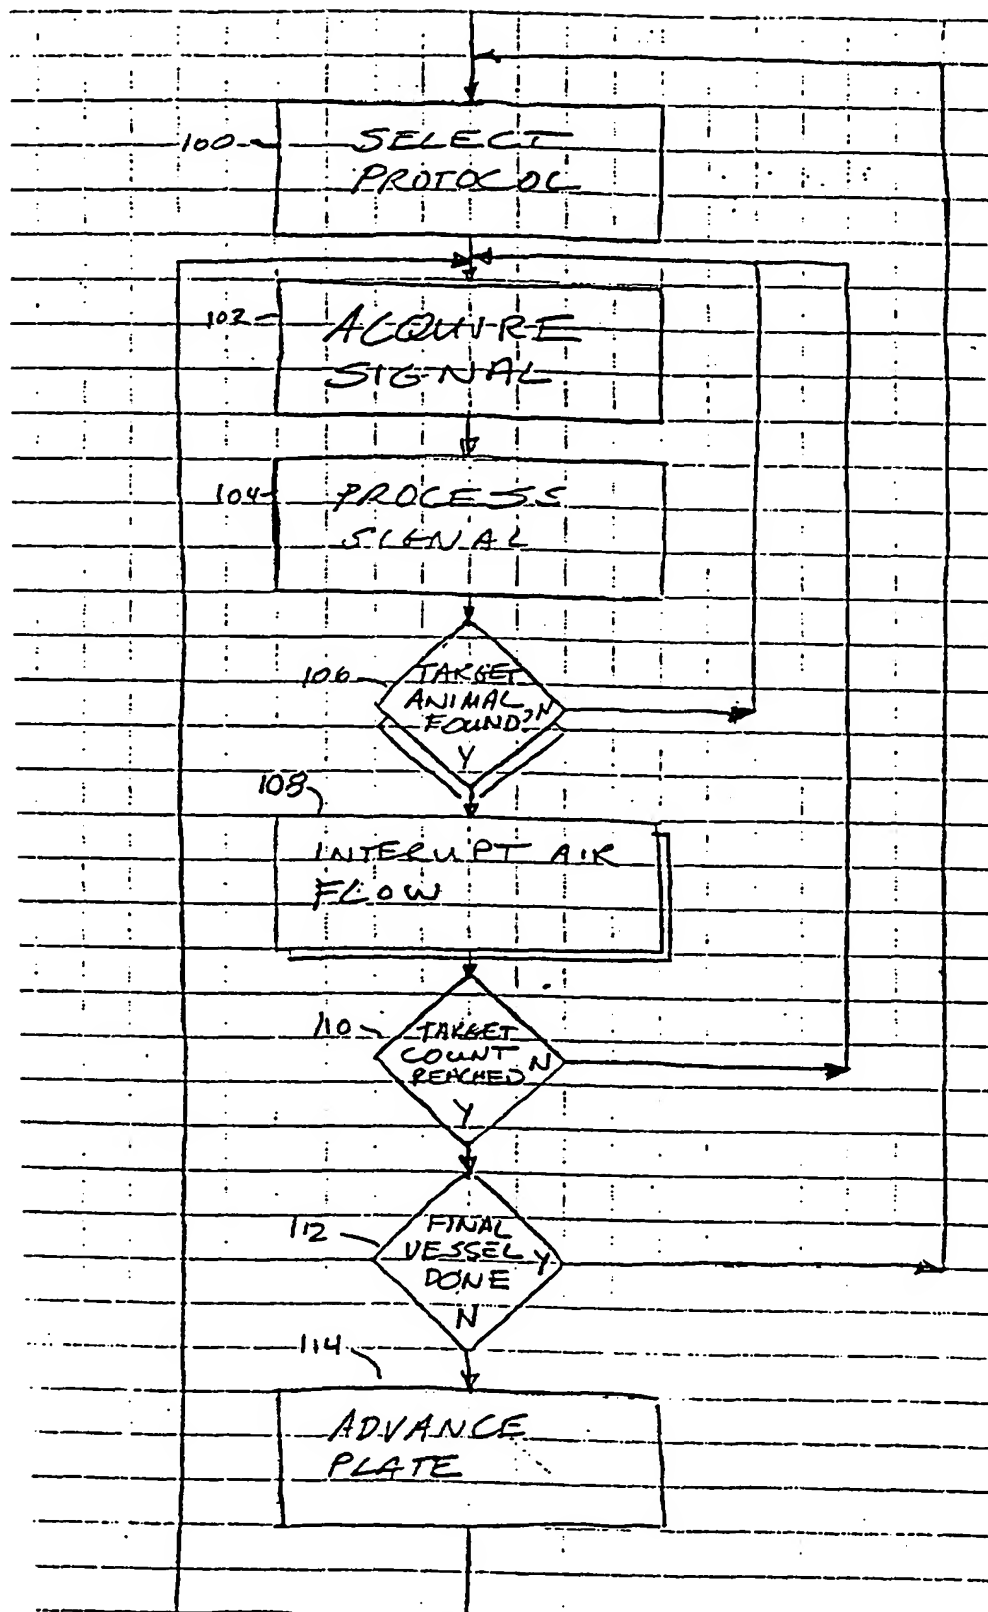 100
SELECT
PROTOCOL
102
ACQUIRE
SIGNAL
104
PROCESS
SIGNAL
106
TARGET
ANIMAL
FOUND? N
Y
108
INTERUPT AIR
FLOW
110
TARGET
COUNT
REACHED N
Y
112
FINAL
VESSEL
DONE Y
N
114
ADVANCE
PLATE